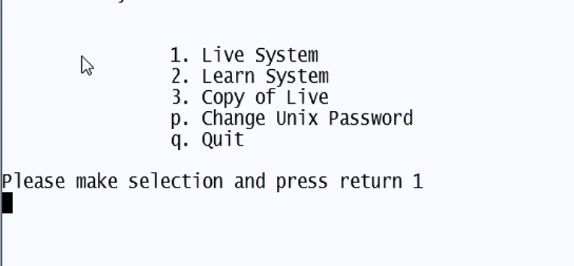 1. Live System
2. Learn System
3. Copy of Live
p. Change Unix Password
q. Quit
Please make selection and press return 1